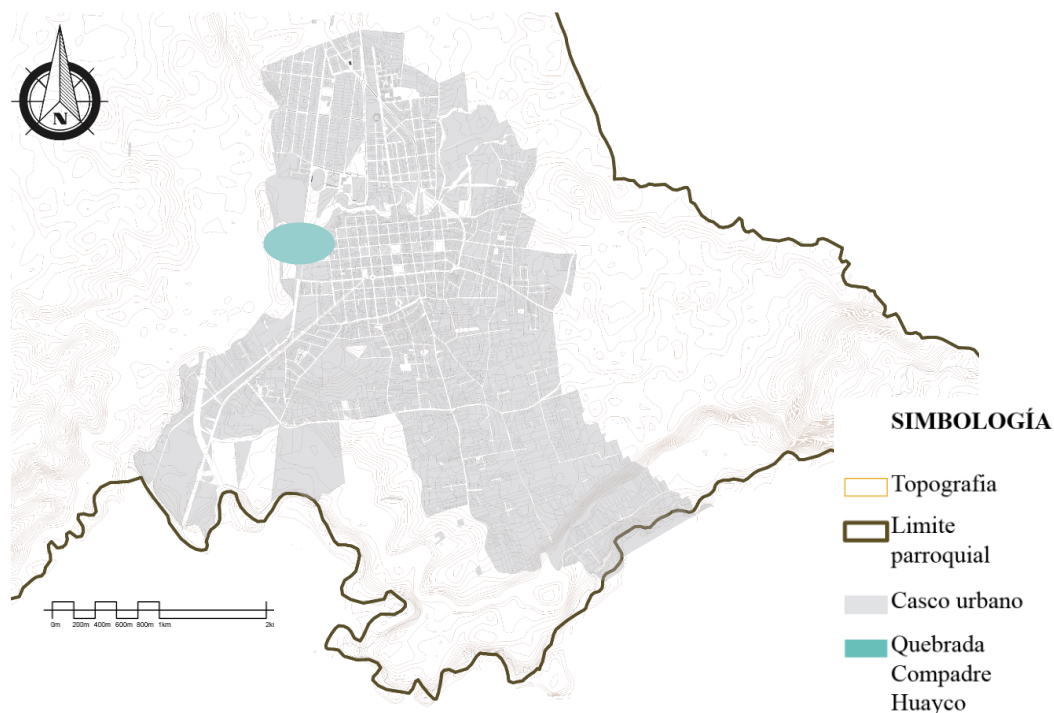 N
SIMBOLOGÍA
Topografia
Limite
parroquial
Casco urbano
Quebrada
Compadre
Huayco
0m 200m 400m 600m 800m 1km